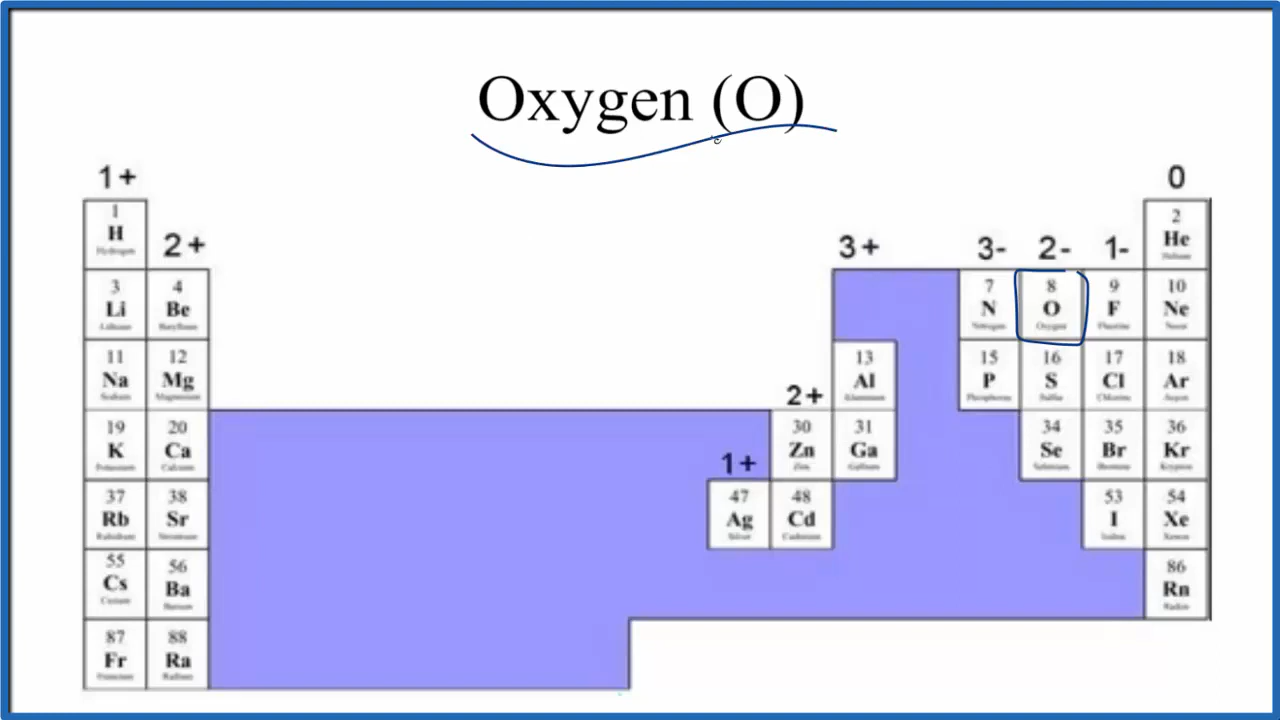 Oxygen (O)
1+
0
1
H
Hydrogen
2
He
2+
3+
3-
2-
1-
3 4 7 8 9 10
Li Be N O F Ne
Nitrogen Oxygen
11 12 13 15 16 17 18
Na Mg Al P S Cl Ar
2+
19 20 30 31 34 35 36
K Ca Zn Ga Se Br Kr
1+
37 38 47 48 53 54
Rb Sr Ag Cd I Xe
55 56 86
Cs Ba Rn
87 88
Fr Ra